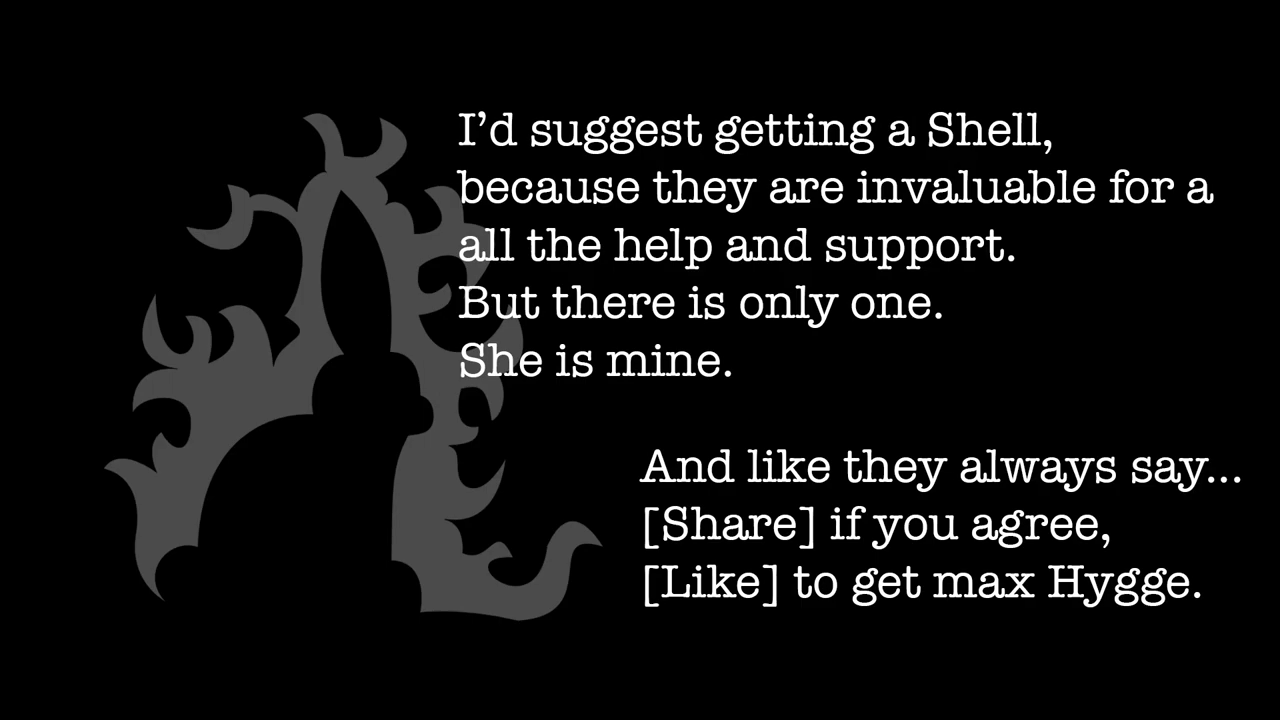 I’d suggest getting a Shell,
because they are invaluable for a
all the help and support.
But there is only one.
She is mine.
And like they always say...
[Share] if you agree,
[Like] to get max Hygge.